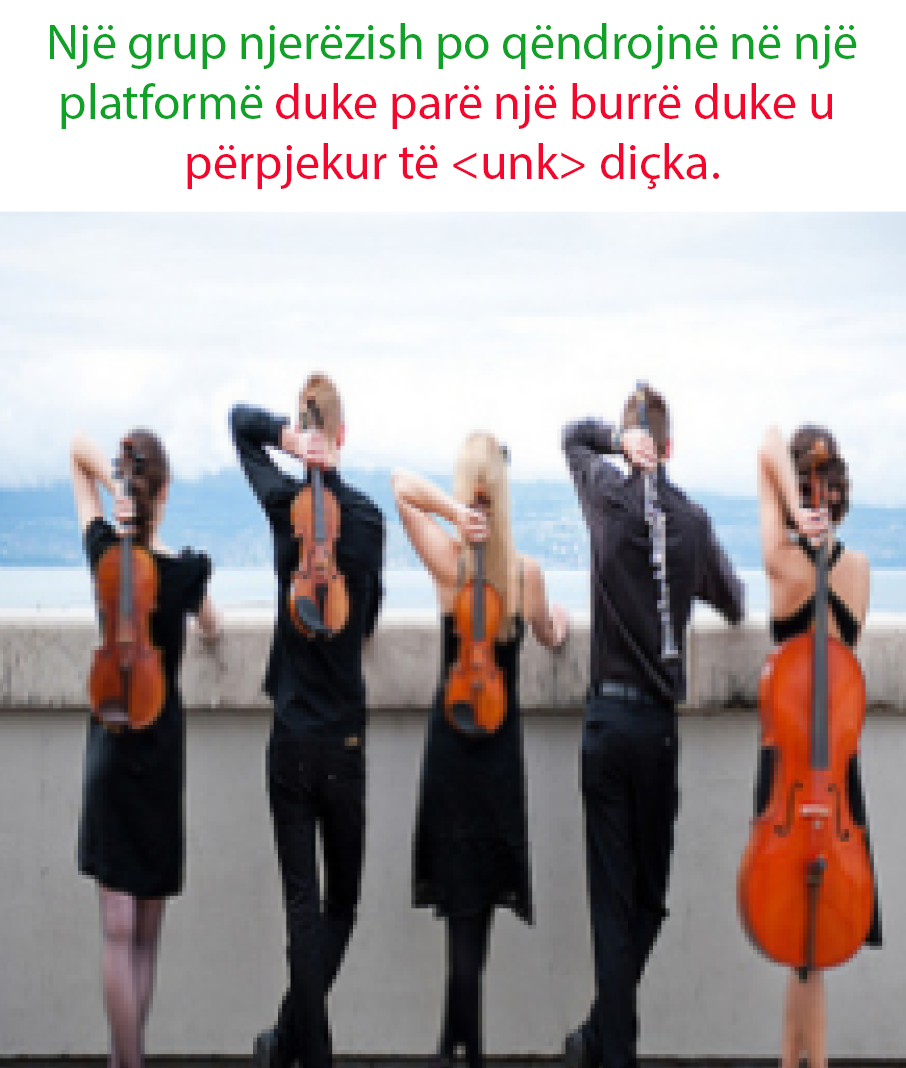 Një grup njerëzish po qëndrojnë në një
platformë duke parë një burrë duke u
përpjekur të <unk> diçka.